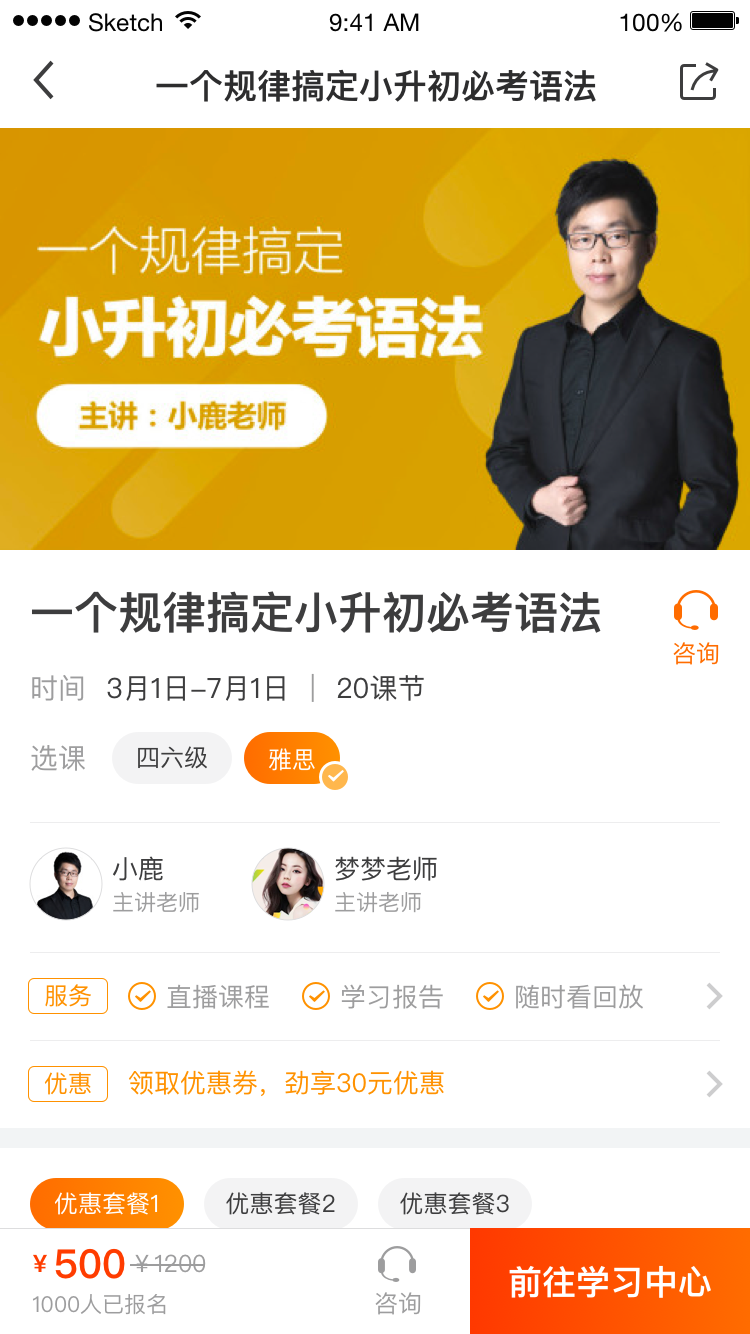 ●●●●● Sketch 9:41 AM 100%
一个规律搞定小升初必考语法
一个规律搞定
小升初必考语法
主讲：小鹿老师
一个规律搞定小升初必考语法
咨询
时间 3月1日-7月1日 | 20课节
选课 四六级 雅思
小鹿 梦梦老师
主讲老师 主讲老师
服务 直播课程 学习报告 随时看回放
优惠 领取优惠券，劲享30元优惠
优惠套餐1 优惠套餐2 优惠套餐3
¥ 500 ¥1200
1000人已报名
咨询
前往学习中心